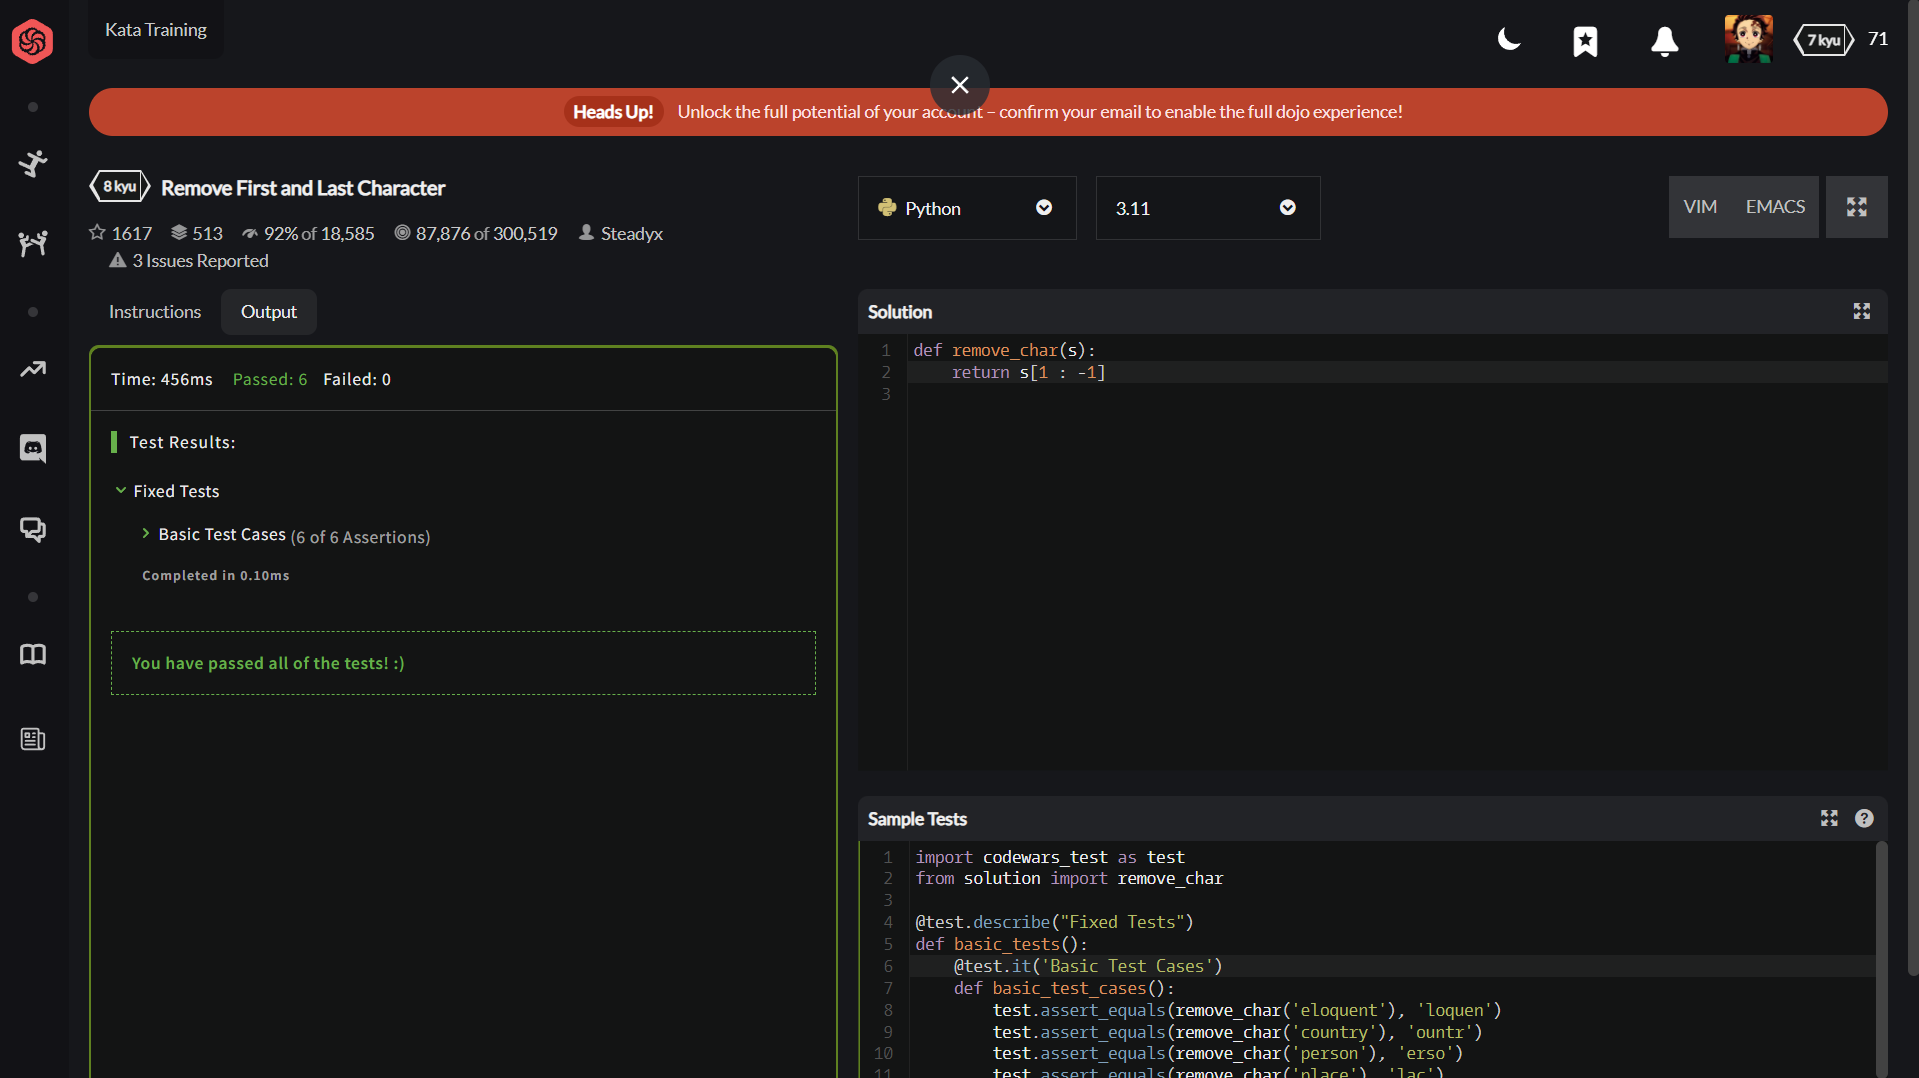 Kata Training
7 kyu
71
Heads Up! Unlock the full potential of your account – confirm your email to enable the full dojo experience!
8 kyu
Remove First and Last Character
1617 513 92% of 18,585 87,876 of 300,519 Steadyx
3 Issues Reported
Python
3.11
VIM EMACS
Instructions Output
Time: 456ms Passed: 6 Failed: 0
Test Results:
Fixed Tests
Basic Test Cases (6 of 6 Assertions)
Completed in 0.10ms
You have passed all of the tests! :)
Solution
1 def remove_char(s):
2     return s[1 : -1]
3
Sample Tests
1 import codewars_test as test
2 from solution import remove_char
3
4 @test.describe("Fixed Tests")
5 def basic_tests():
6     @test.it('Basic Test Cases')
7     def basic_test_cases():
8         test.assert_equals(remove_char('eloquent'), 'loquen')
9         test.assert_equals(remove_char('country'), 'ountr')
10         test.assert_equals(remove_char('person'), 'erso')
11         test.assert_equals(remove_char('place'), 'lac')